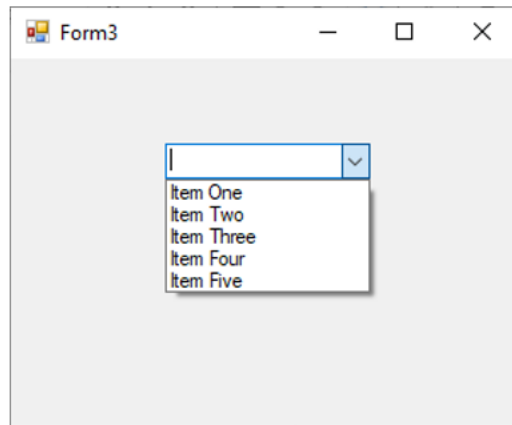 Form3
Item One
Item Two
Item Three
Item Four
Item Five